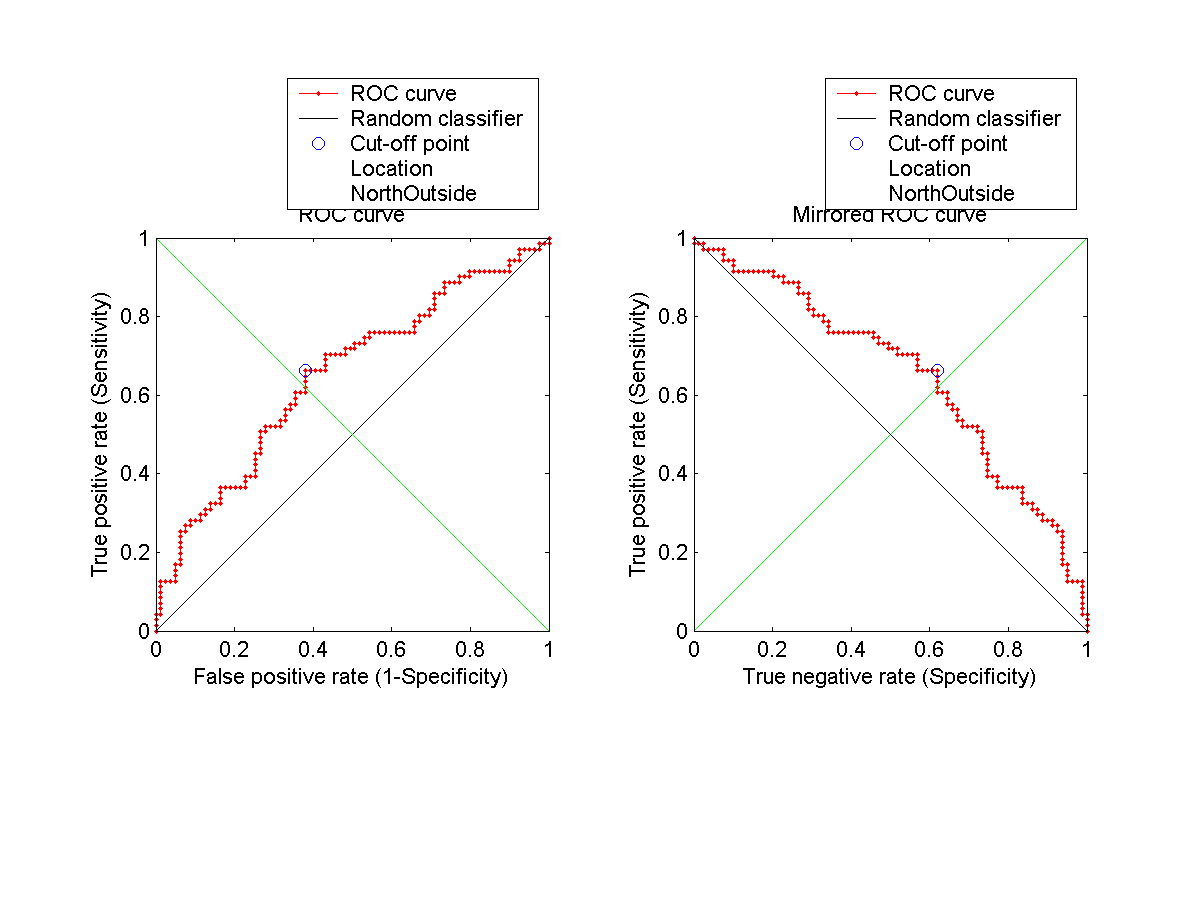 ROC curve
Random classifier
Cut-off point
Location
NorthOutside
ROC curve
1
0.8
0.6
0.4
0.2
0
0 0.2 0.4 0.6 0.8 1
True positive rate (Sensitivity)
False positive rate (1-Specificity)
ROC curve
Random classifier
Cut-off point
Location
NorthOutside
Mirrored ROC curve
1
0.8
0.6
0.4
0.2
0
0 0.2 0.4 0.6 0.8 1
True positive rate (Sensitivity)
True negative rate (Specificity)